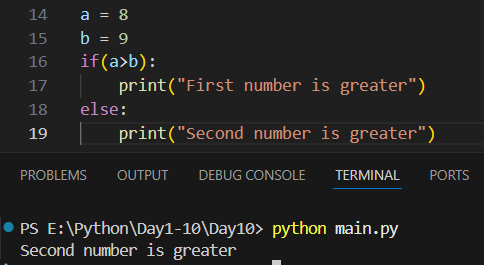 14 a = 8
15 b = 9
16 if(a>b):
17     print("First number is greater")
18 else:
19     print("Second number is greater")
PROBLEMS OUTPUT DEBUG CONSOLE TERMINAL PORTS
PS E:\Python\Day1-10\Day10> python main.py
Second number is greater